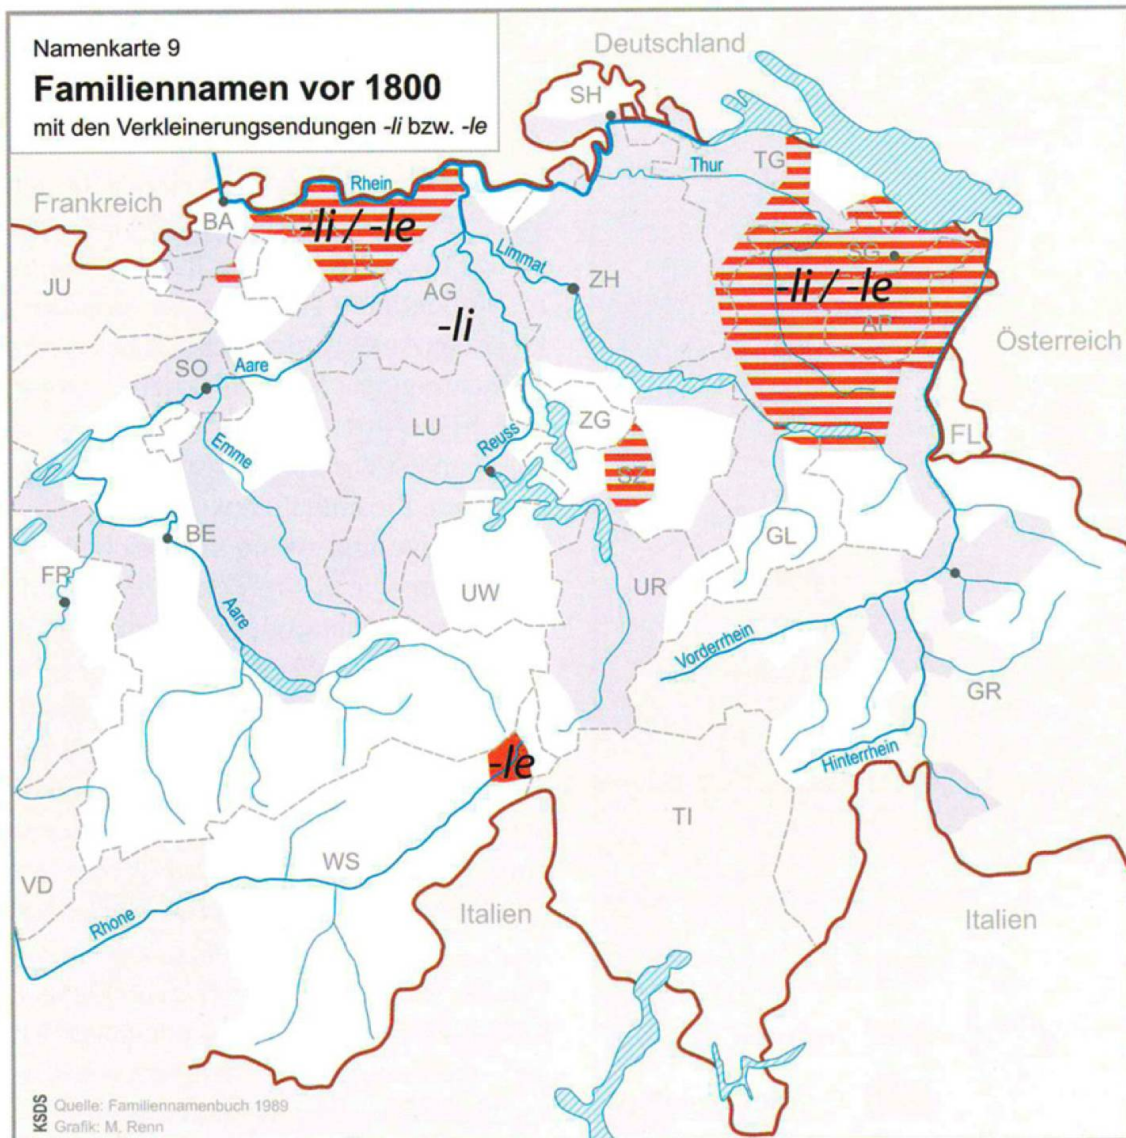 Namenkarte 9
Familiennamen vor 1800
mit den Verkleinerungsendungen -li bzw. -le
Deutschland
SH
Thur
TG
Frankreich
Rhein
BA
-li / -le
Limmat
SG
JU
AG
ZH
-li / -le
-li
AP
Österreich
SO
Aare
LU
ZG
FL
Emme
Reuss
SZ
BE
GL
FR
UW
UR
Aare
Vorderrhein
GR
Hinterrhein
-le
TI
WS
VD
Rhone
Italien
Italien
KSDS
Quelle: Familiennamenbuch 1989
Grafik: M. Renn